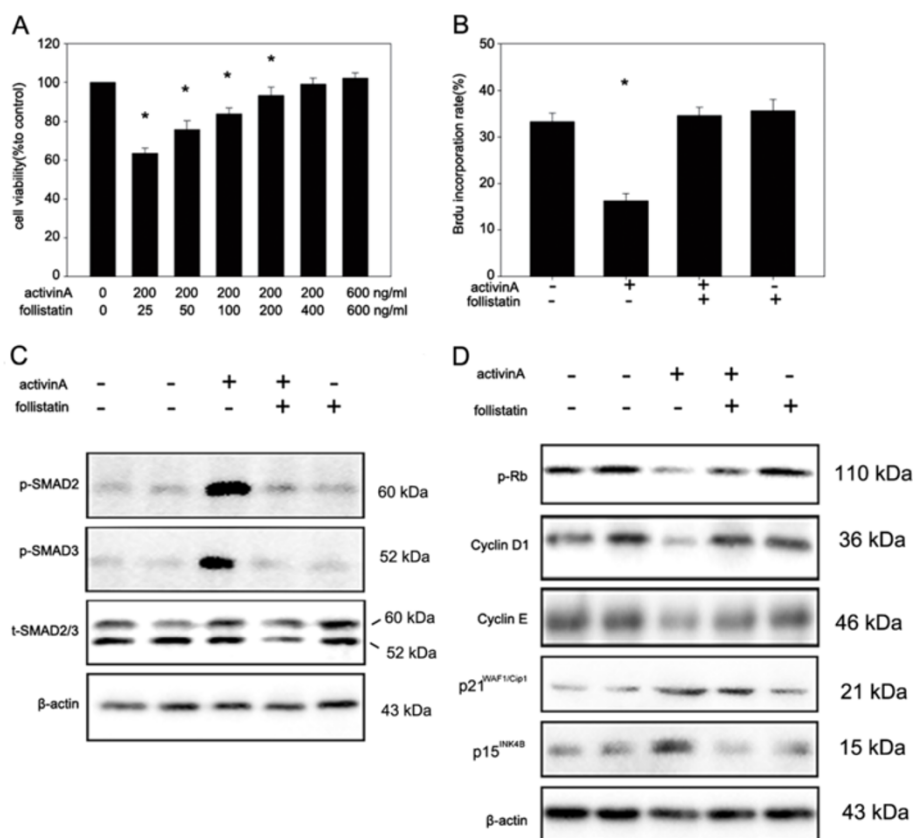 A
120
100
80
60
40
20
0
cell viability(%to control)
* * * *
activinA 0 200 200 200 200 200 600 ng/ml
follistatin 0 25 50 100 200 400 600 ng/ml
B
50
40
30
20
10
0
Brdu incorporation rate(%)
*
activinA - + + -
follistatin - - + +
C
activinA - - + + -
follistatin - - - + +
p-SMAD2 60 kDa
p-SMAD3 52 kDa
t-SMAD2/3 60 kDa
52 kDa
β-actin 43 kDa
D
activinA - - + + -
follistatin - - - + +
p-Rb 110 kDa
Cyclin D1 36 kDa
Cyclin E 46 kDa
p21WAF1/Cip1 21 kDa
p15INK4B 15 kDa
β-actin 43 kDa